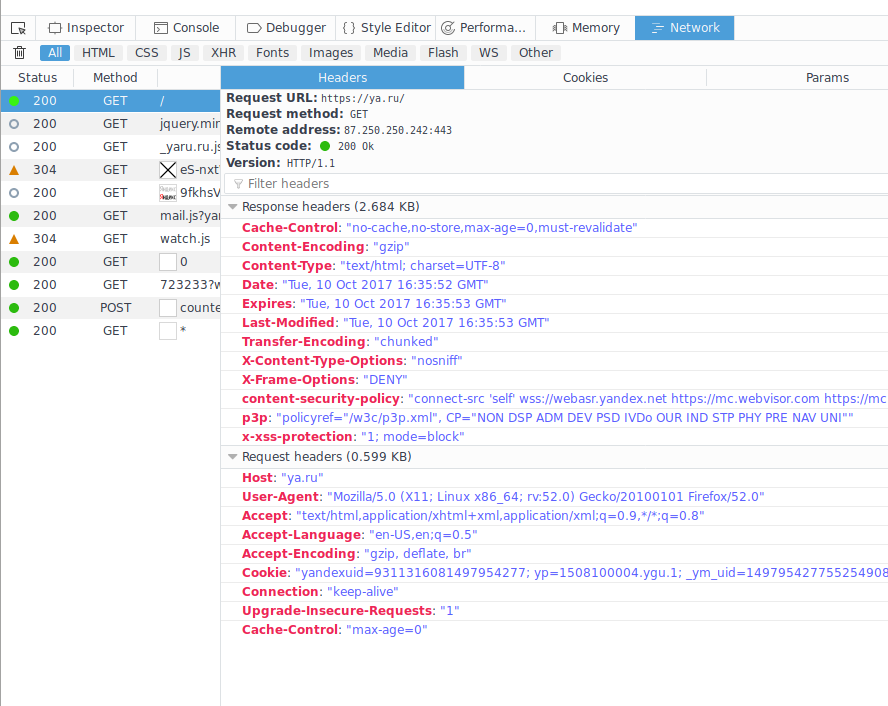 Inspector Console Debugger { } Style Editor Performa... Memory Network
All HTML CSS JS XHR Fonts Images Media Flash WS Other
Status Method Headers Cookies Params
200 GET /
200 GET jquery.min
200 GET _yaru.ru.js
304 GET eS-nxt
200 GET 9fkhsV
200 GET mail.js?yar
304 GET watch.js
200 GET 0
200 GET 723233?w
200 POST counte
200 GET *
Request URL: https://ya.ru/
Request method: GET
Remote address: 87.250.250.242:443
Status code: 200 Ok
Version: HTTP/1.1
Filter headers
Response headers (2.684 KB)
Cache-Control: "no-cache,no-store,max-age=0,must-revalidate"
Content-Encoding: "gzip"
Content-Type: "text/html; charset=UTF-8"
Date: "Tue, 10 Oct 2017 16:35:52 GMT"
Expires: "Tue, 10 Oct 2017 16:35:53 GMT"
Last-Modified: "Tue, 10 Oct 2017 16:35:53 GMT"
Transfer-Encoding: "chunked"
X-Content-Type-Options: "nosniff"
X-Frame-Options: "DENY"
content-security-policy: "connect-src 'self' wss://webasr.yandex.net https://mc.webvisor.com https://mc
p3p: "policyref="/w3c/p3p.xml", CP="NON DSP ADM DEV PSD IVDo OUR IND STP PHY PRE NAV UNI""
x-xss-protection: "1; mode=block"
Request headers (0.599 KB)
Host: "ya.ru"
User-Agent: "Mozilla/5.0 (X11; Linux x86_64; rv:52.0) Gecko/20100101 Firefox/52.0"
Accept: "text/html,application/xhtml+xml,application/xml;q=0.9,*/*;q=0.8"
Accept-Language: "en-US,en;q=0.5"
Accept-Encoding: "gzip, deflate, br"
Cookie: "yandexuid=9311316081497954277; yp=1508100004.ygu.1; _ym_uid=149795427755254908
Connection: "keep-alive"
Upgrade-Insecure-Requests: "1"
Cache-Control: "max-age=0"